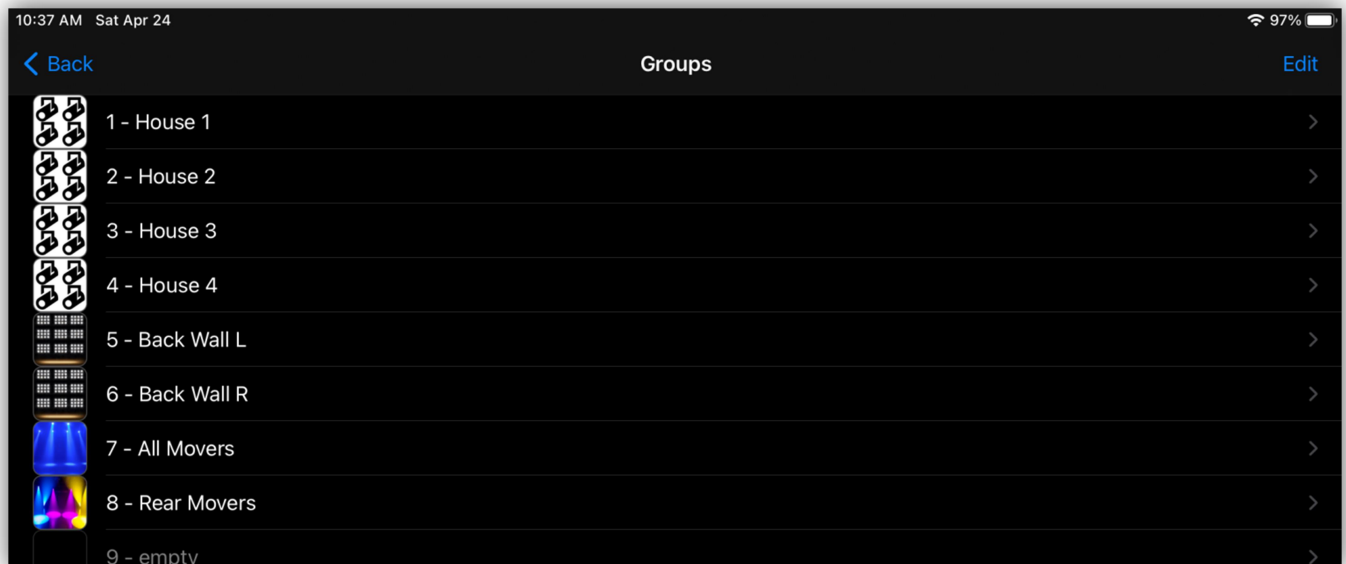 10:37 AM Sat Apr 24 97%
Back Groups Edit
1 - House 1
2 - House 2
3 - House 3
4 - House 4
5 - Back Wall L
6 - Back Wall R
7 - All Movers
8 - Rear Movers
9 - empty